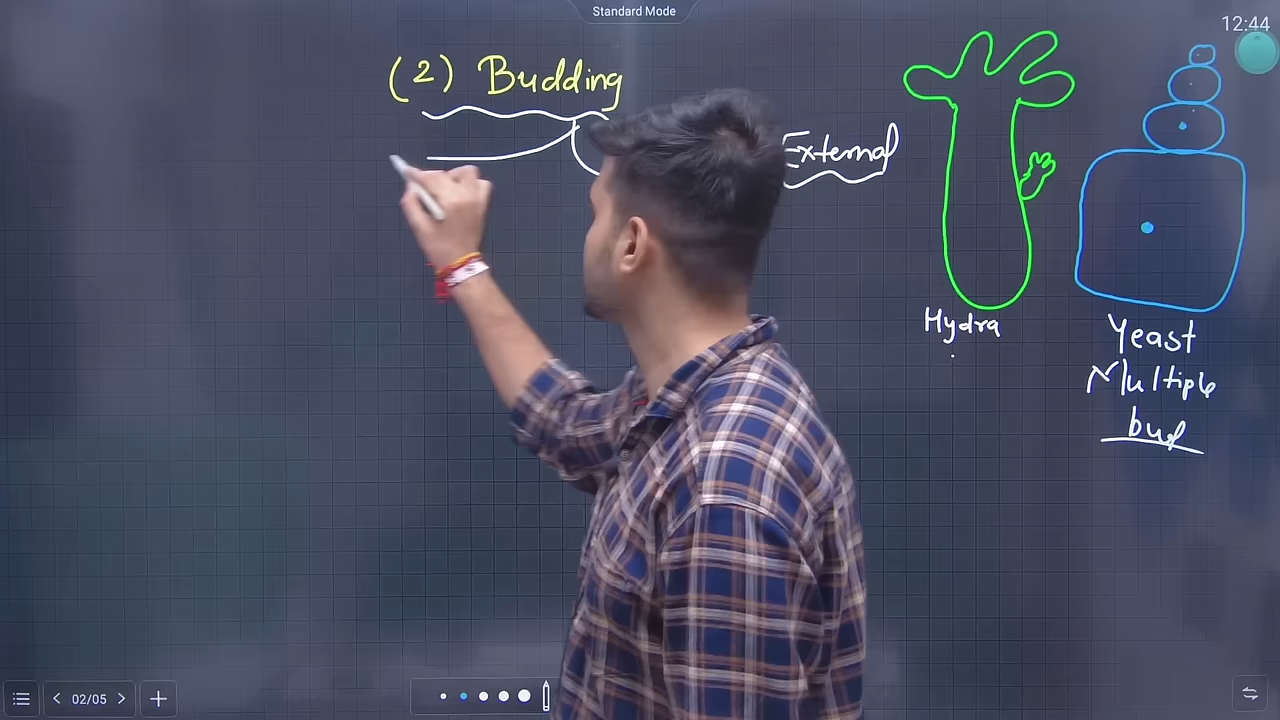 Standard Mode
12:44
(2) Budding
External
Hydra
Yeast
Multiple
bud
02/05